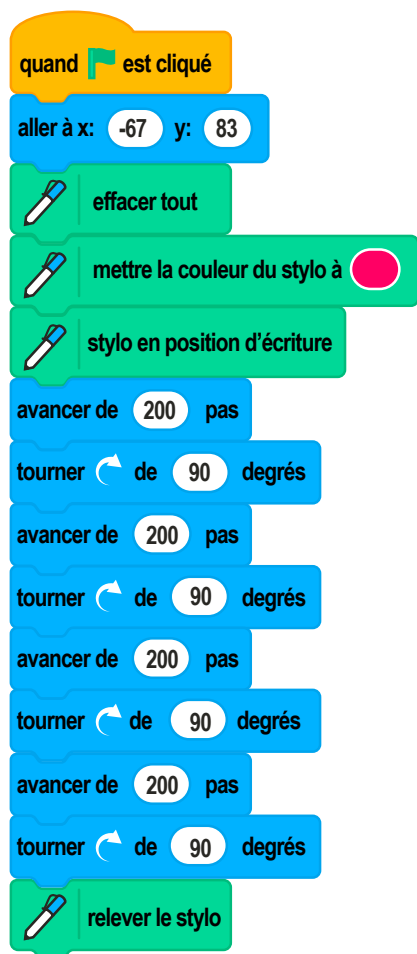 quand est cliqué
aller à x: -67 y: 83
effacer tout
mettre la couleur du stylo à
stylo en position d’écriture
avancer de 200 pas
tourner de 90 degrés
avancer de 200 pas
tourner de 90 degrés
avancer de 200 pas
tourner de 90 degrés
avancer de 200 pas
tourner de 90 degrés
relever le stylo